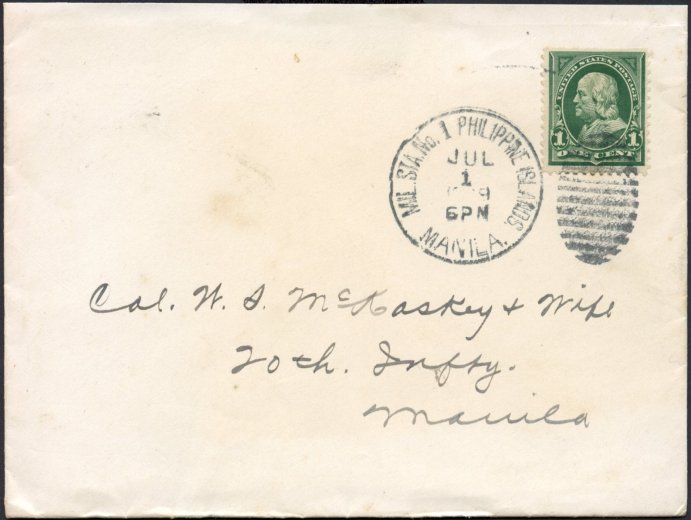 UNITED STATES POSTAGE
1 1
ONE CENT
MIL. STA. No. 1 PHILIPPINE ISLANDS.
JUL
1
6PM
MANILA.
Col. W. S. McKaskey & Wife
20th. Infty.
Manila